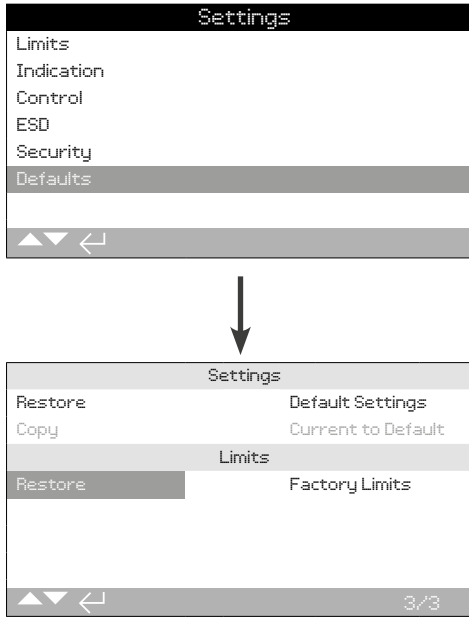 Settings
Limits
Indication
Control
ESD
Security
Defaults
Settings
Restore Default Settings
Copy Current to Default
Limits
Restore Factory Limits
3/3